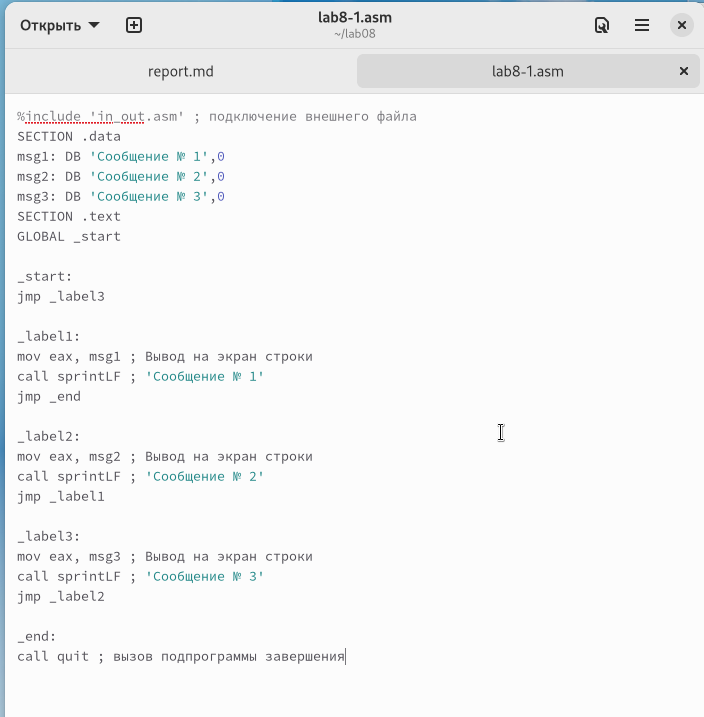 Открыть
lab8-1.asm
~/lab08
report.md
lab8-1.asm
%include 'in_out.asm' ; подключение внешнего файла
SECTION .data
msg1: DB 'Сообщение № 1',0
msg2: DB 'Сообщение № 2',0
msg3: DB 'Сообщение № 3',0
SECTION .text
GLOBAL _start
_start:
jmp _label3
_label1:
mov eax, msg1 ; Вывод на экран строки
call sprintLF ; 'Сообщение № 1'
jmp _end
_label2:
mov eax, msg2 ; Вывод на экран строки
call sprintLF ; 'Сообщение № 2'
jmp _label1
_label3:
mov eax, msg3 ; Вывод на экран строки
call sprintLF ; 'Сообщение № 3'
jmp _label2
_end:
call quit ; вызов подпрограммы завершения